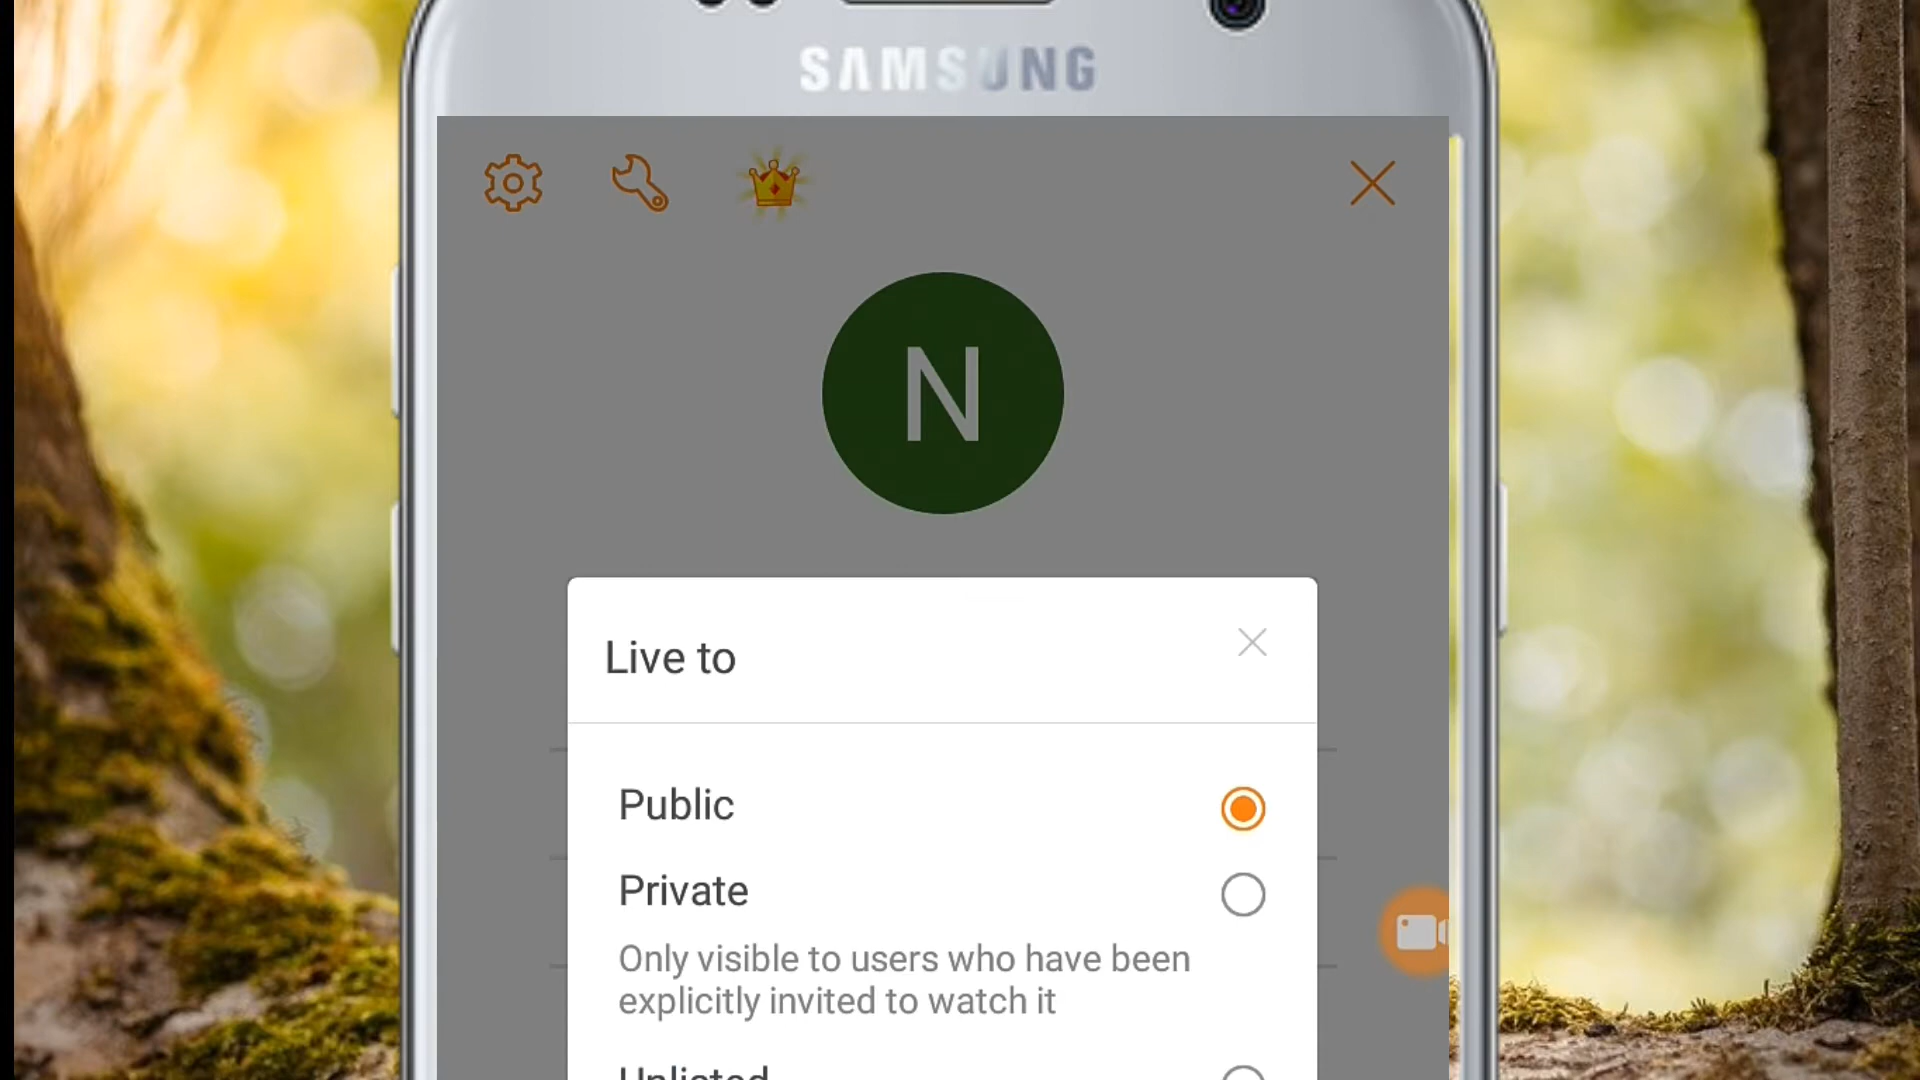 SAMSUNG
N
Live to
Public
Private
Only visible to users who have been
explicitly invited to watch it
Unlisted